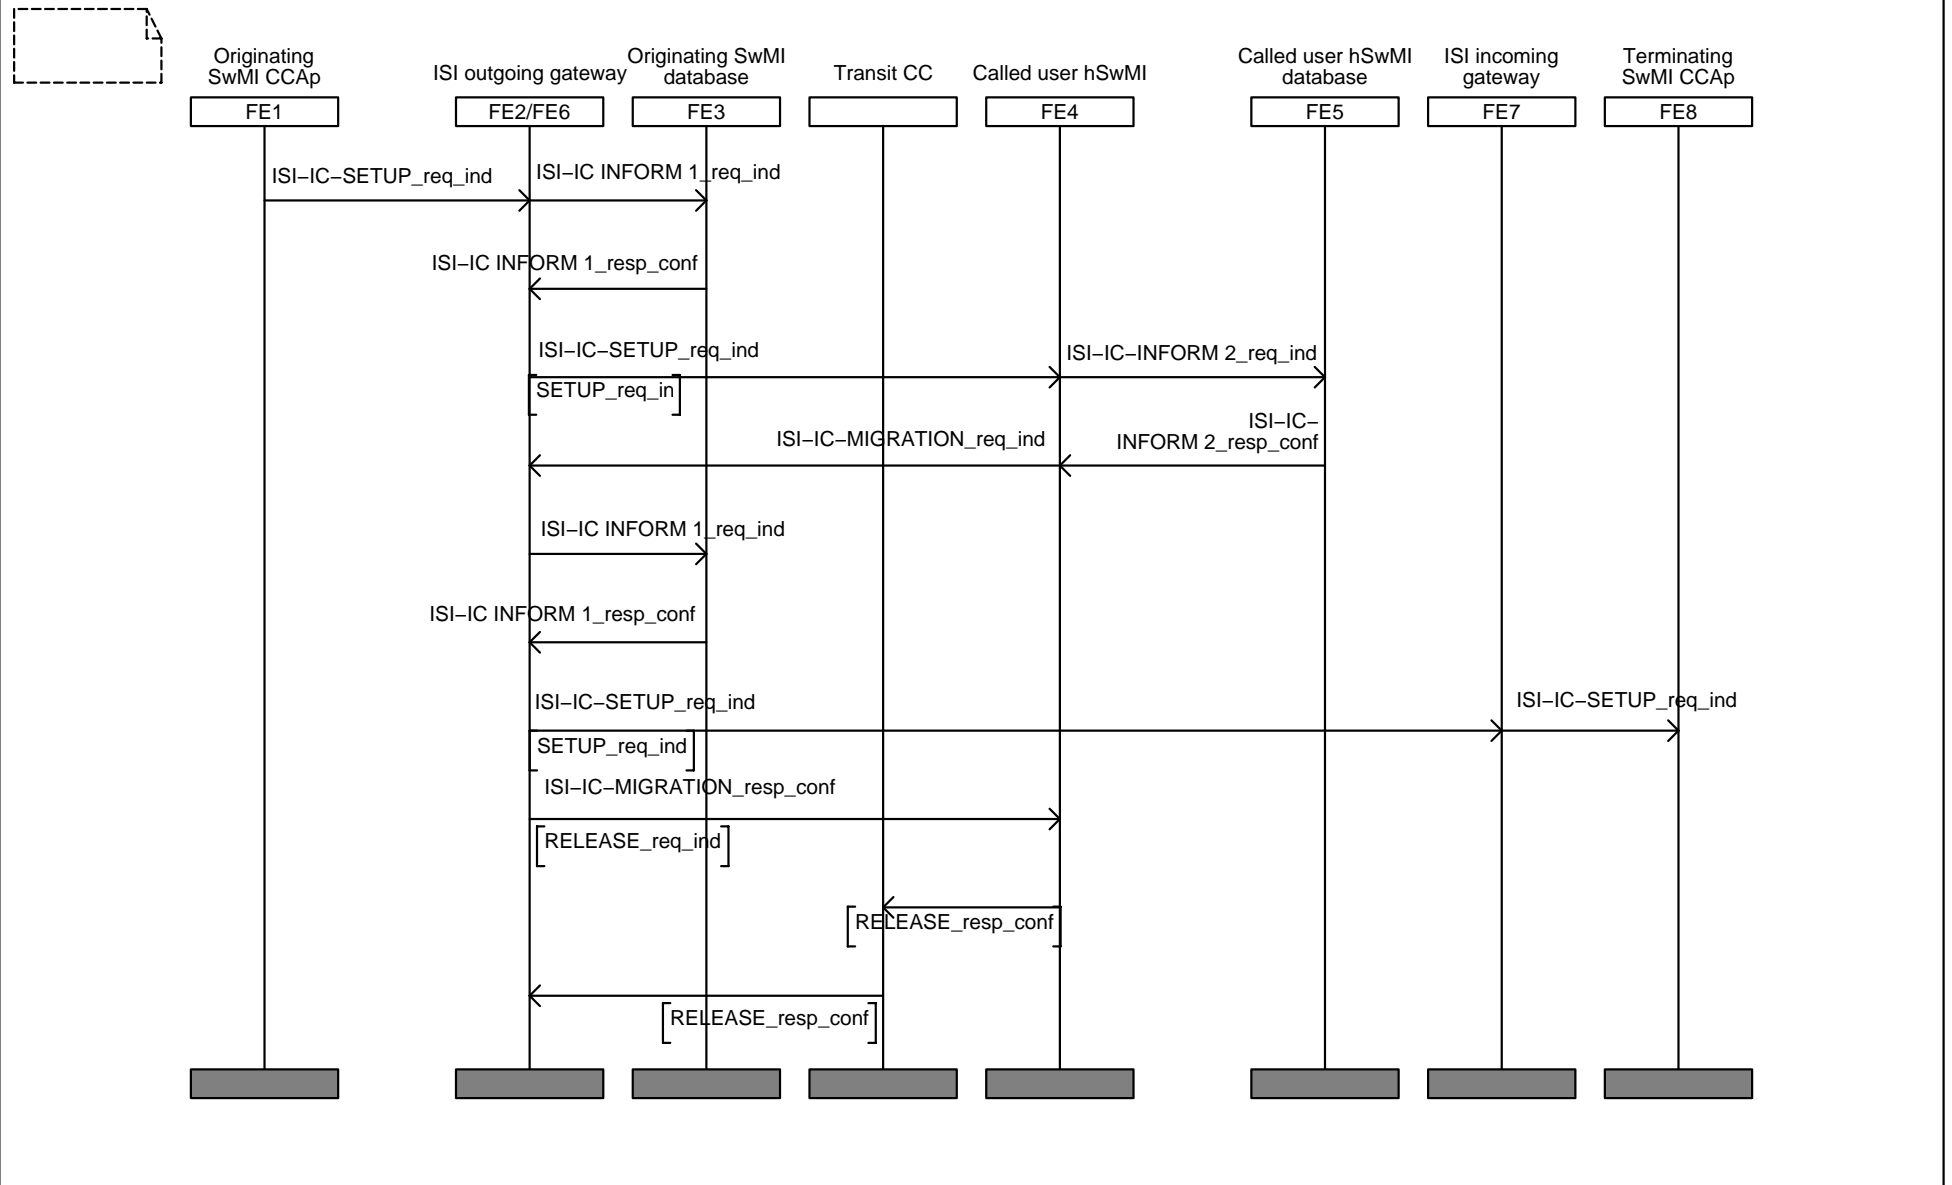 Originating
SwMI CCAp
ISI outgoing gateway
Originating SwMI
database
Transit CC
Called user hSwMI
Called user hSwMI
database
ISI incoming
gateway
Terminating
SwMI CCAp
FE1
FE2/FE6
FE3
FE4
FE5
FE7
FE8
ISI–IC–SETUP_req_ind
ISI–IC INFORM 1_req_ind
ISI–IC INFORM 1_resp_conf
ISI–IC–SETUP_req_ind
ISI–IC–INFORM 2_req_ind
SETUP_req_in
ISI–IC–MIGRATION_req_ind
ISI–IC–
INFORM 2_resp_conf
ISI–IC INFORM 1_req_ind
ISI–IC INFORM 1_resp_conf
ISI–IC–SETUP_req_ind
ISI–IC–SETUP_req_ind
SETUP_req_ind
ISI–IC–MIGRATION_resp_conf
RELEASE_req_ind
RELEASE_resp_conf
RELEASE_resp_conf